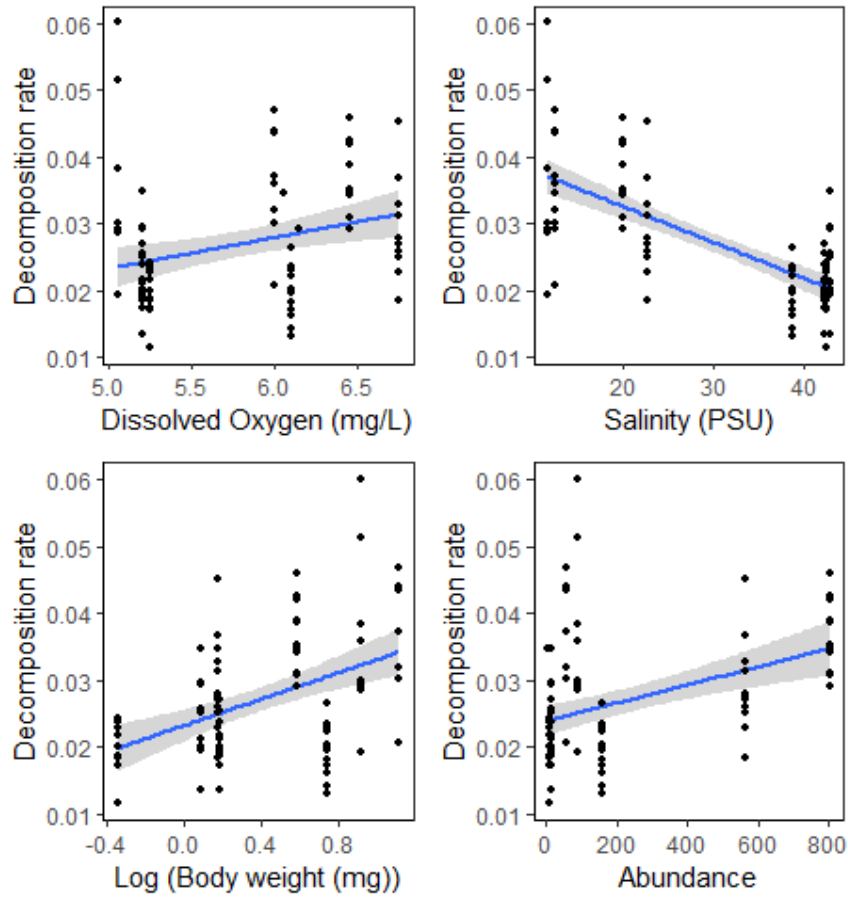 Decomposition rate
0.06
0.05
0.04
0.03
0.02
0.01
5.0 5.5 6.0 6.5
Dissolved Oxygen (mg/L)
Decomposition rate
0.06
0.05
0.04
0.03
0.02
0.01
20 30 40
Salinity (PSU)
Decomposition rate
0.06
0.05
0.04
0.03
0.02
0.01
-0.4 0.0 0.4 0.8
Log (Body weight (mg))
Decomposition rate
0.06
0.05
0.04
0.03
0.02
0.01
0 200 400 600 800
Abundance